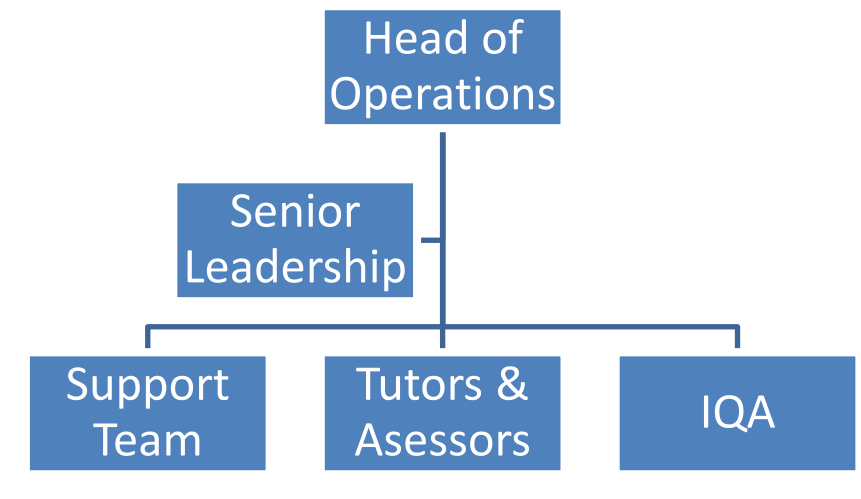 Head of
Operations
Senior
Leadership
Support
Team
Tutors &
Asessors
IQA